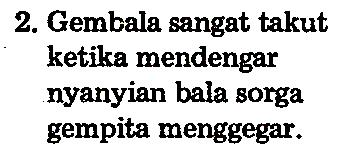 2. Gembala sangat takut
ketika mendengar
nyanyian bala sorga
gempita menggegar.